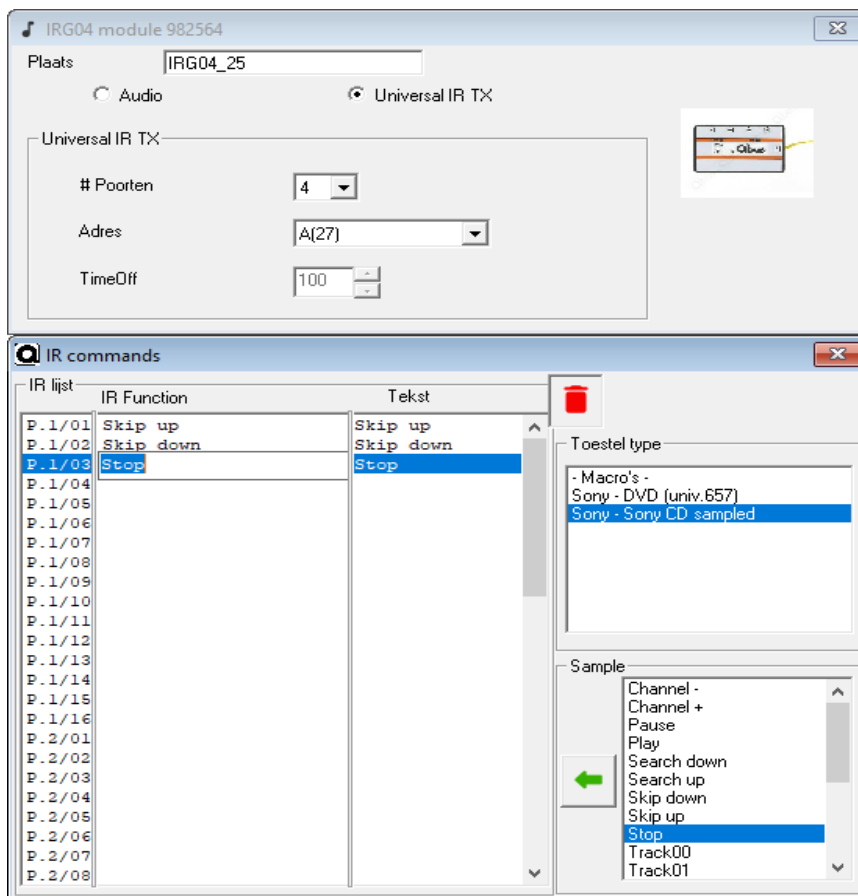 IRG04 module 982564
Plaats IRG04_25
Audio Universal IR TX
Universal IR TX
# Poorten 4
Adres A(27)
TimeOff 100
Qbus
IR commands
IR lijst IR Function Tekst
P.1/01 Skip up Skip up
P.1/02 Skip down Skip down
P.1/03 Stop Stop
P.1/04
P.1/05
P.1/06
P.1/07
P.1/08
P.1/09
P.1/10
P.1/11
P.1/12
P.1/13
P.1/14
P.1/15
P.1/16
P.2/01
P.2/02
P.2/03
P.2/04
P.2/05
P.2/06
P.2/07
P.2/08
Toestel type
- Macro's -
Sony - DVD (univ.657)
Sony - Sony CD sampled
Sample
Channel -
Channel +
Pause
Play
Search down
Search up
Skip down
Skip up
Stop
Track00
Track01